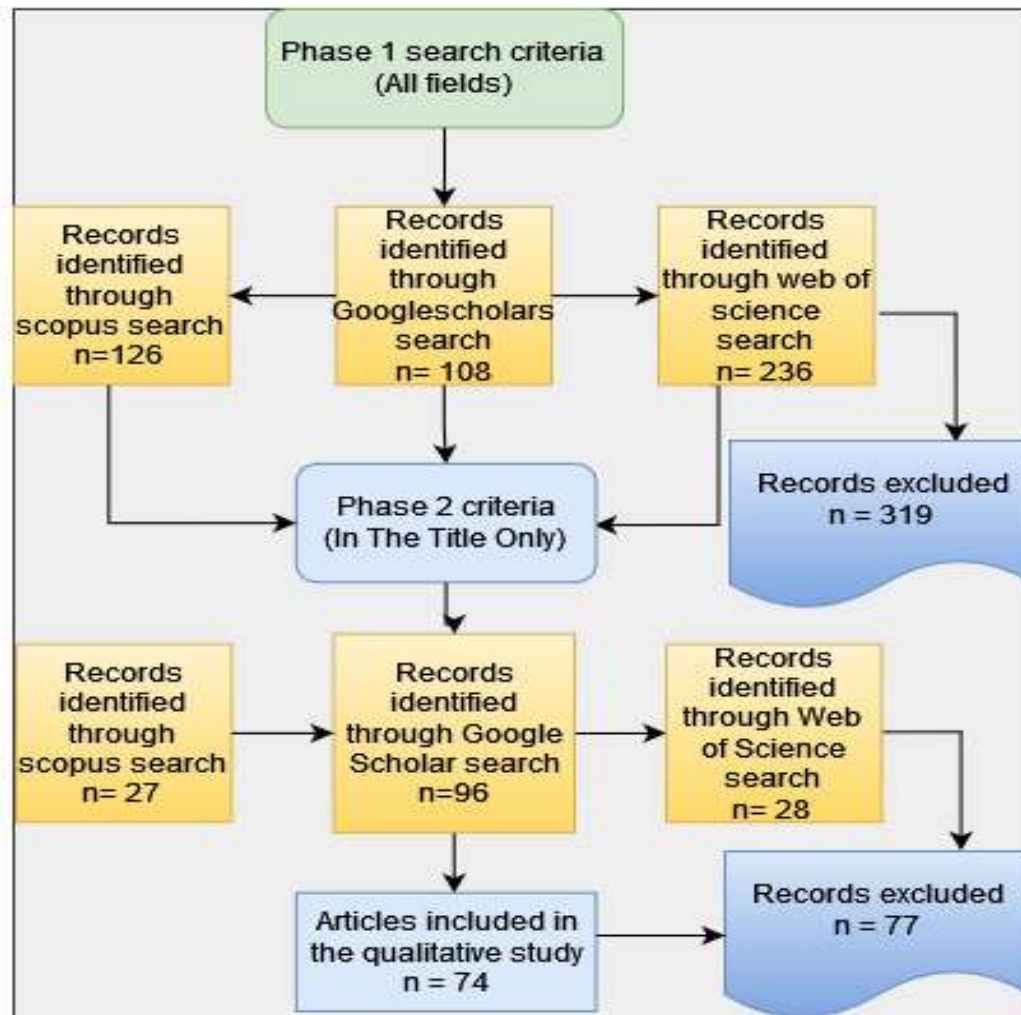 Phase 1 search criteria
(All fields)
Records
identified
through
scopus search
n=126
Records
identified
through
Googlescholars
search
n= 108
Records
identified
through web of
science
search
n= 236
Records excluded
n = 319
Phase 2 criteria
(In The Title Only)
Records
identified
through
scopus search
n= 27
Records
identified
through Google
Scholar search
n=96
Records
identified
through Web
of Science
search
n= 28
Records excluded
n = 77
Articles included in
the qualitative study
n = 74